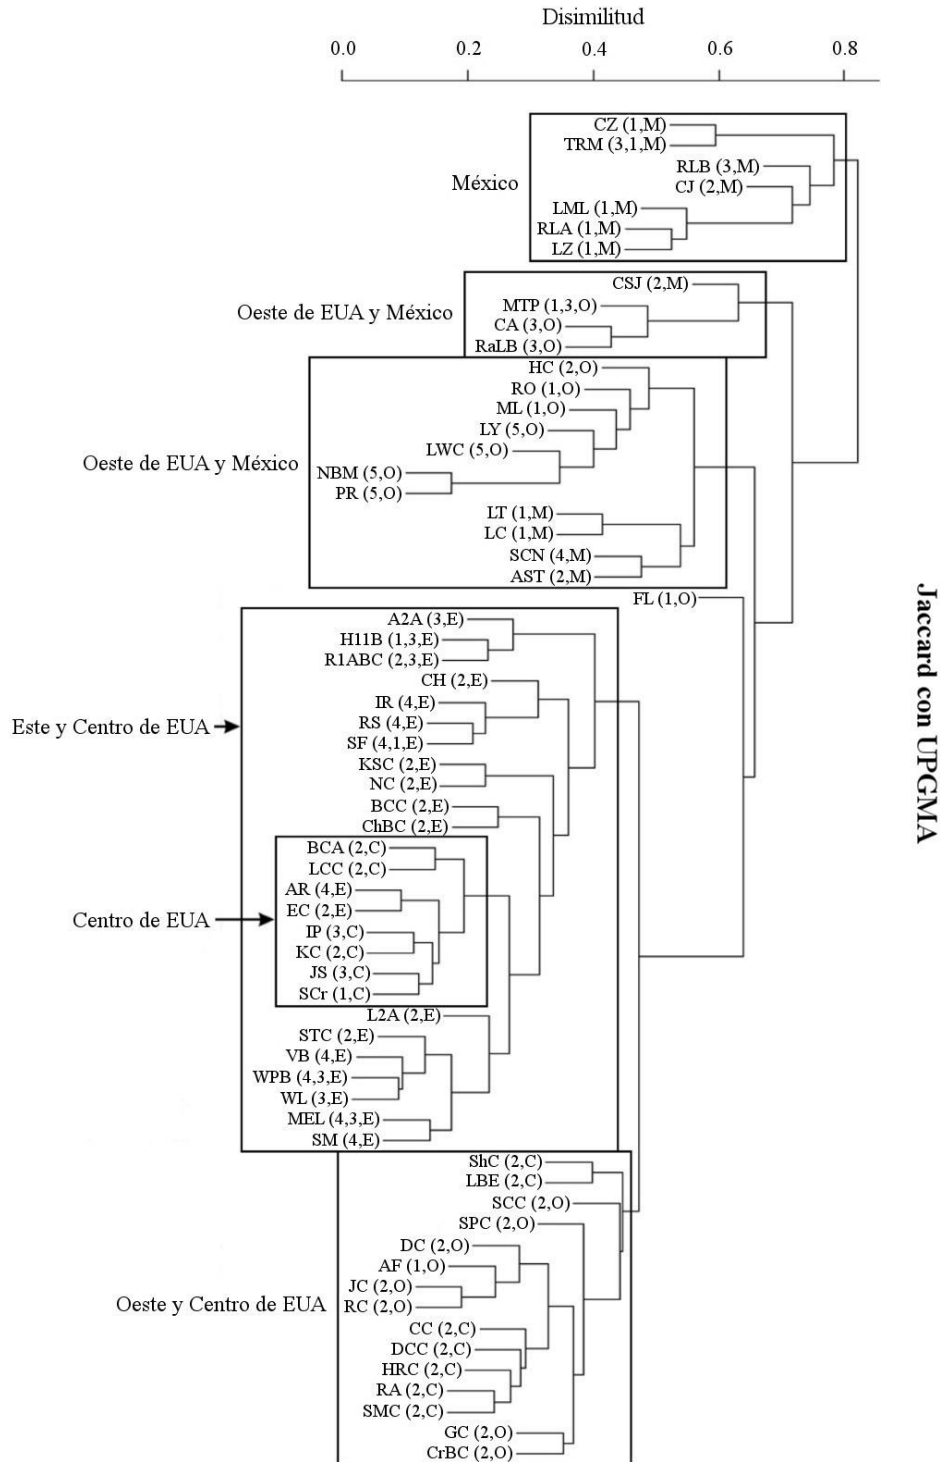 Disimilitud
0.0 0.2 0.4 0.6 0.8
CZ (1,M)
TRM (3,1,M)
RLB (3,M)
México
CJ (2,M)
LML (1,M)
RLA (1,M)
LZ (1,M)
CSJ (2,M)
Oeste de EUA y México
MTP (1,3,O)
CA (3,O)
RaLB (3,O)
HC (2,O)
RO (1,O)
ML (1,O)
LY (5,O)
LWC (5,O)
Oeste de EUA y México
NBM (5,O)
PR (5,O)
LT (1,M)
LC (1,M)
SCN (4,M)
AST (2,M)
FL (1,O)
Jaccard con UPGMA
A2A (3,E)
H11B (1,3,E)
R1ABC (2,3,E)
CH (2,E)
IR (4,E)
Este y Centro de EUA
RS (4,E)
SF (4,1,E)
KSC (2,E)
NC (2,E)
BCC (2,E)
ChBC (2,E)
BCA (2,C)
LCC (2,C)
AR (4,E)
EC (2,E)
Centro de EUA
IP (3,C)
KC (2,C)
JS (3,C)
SCr (1,C)
L2A (2,E)
STC (2,E)
VB (4,E)
WPB (4,3,E)
WL (3,E)
MEL (4,3,E)
SM (4,E)
ShC (2,C)
LBE (2,C)
SCC (2,O)
SPC (2,O)
DC (2,O)
AF (1,O)
JC (2,O)
Oeste y Centro de EUA
RC (2,O)
CC (2,C)
DCC (2,C)
HRC (2,C)
RA (2,C)
SMC (2,C)
GC (2,O)
CrBC (2,O)